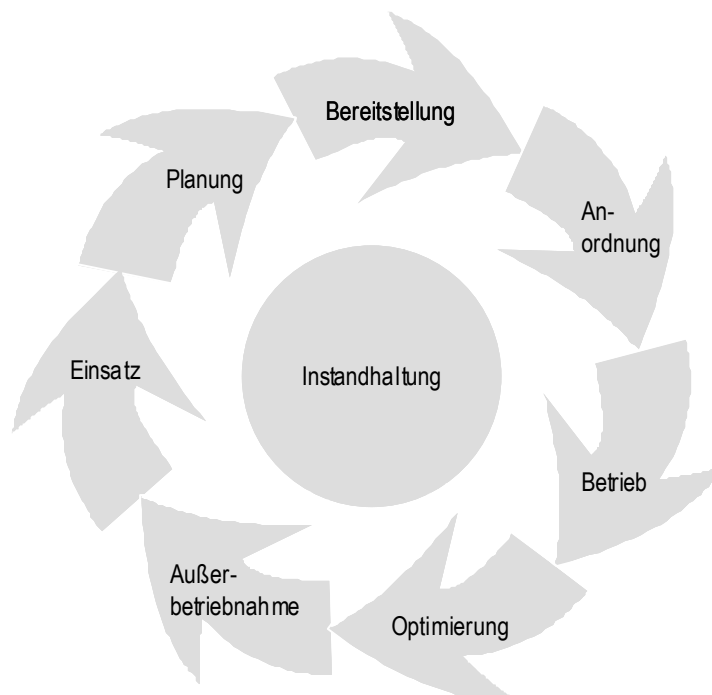 Bereitstellung
Planung
An-
ordnung
Einsatz
Instandhaltung
Betrieb
Außer-
betriebnahme
Optimierung